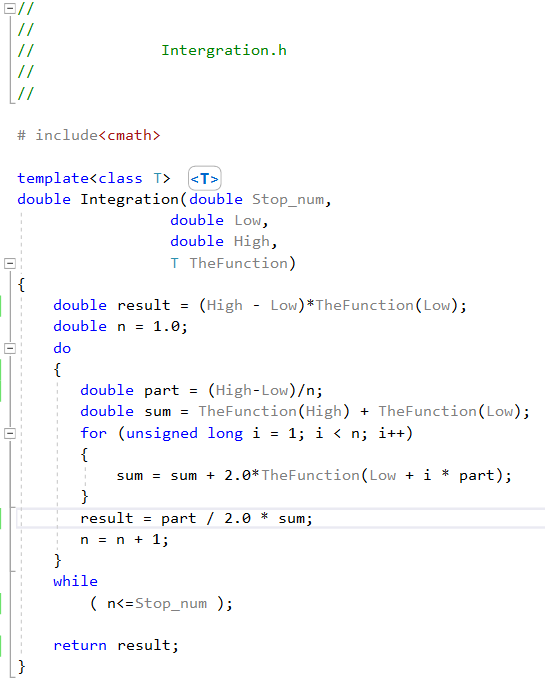 //
//
// Intergration.h
//
//
# include<cmath>
template<class T> <T>
double Integration(double Stop_num,
double Low,
double High,
T TheFunction)
{
double result = (High - Low)*TheFunction(Low);
double n = 1.0;
do
{
double part = (High-Low)/n;
double sum = TheFunction(High) + TheFunction(Low);
for (unsigned long i = 1; i < n; i++)
{
sum = sum + 2.0*TheFunction(Low + i * part);
}
result = part / 2.0 * sum;
n = n + 1;
}
while
( n<=Stop_num );
return result;
}